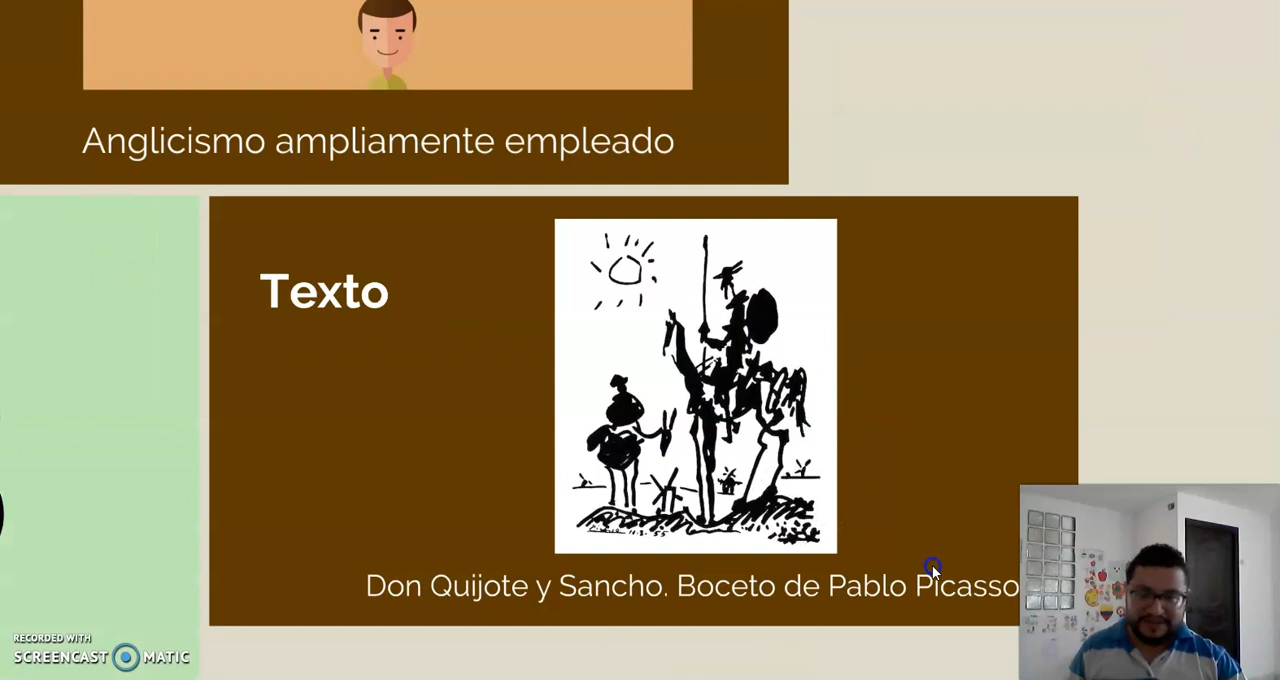 Anglicismo ampliamente empleado
Texto
Don Quijote y Sancho. Boceto de Pablo Picasso
RECORDED WITH
SCREENCAST MATIC